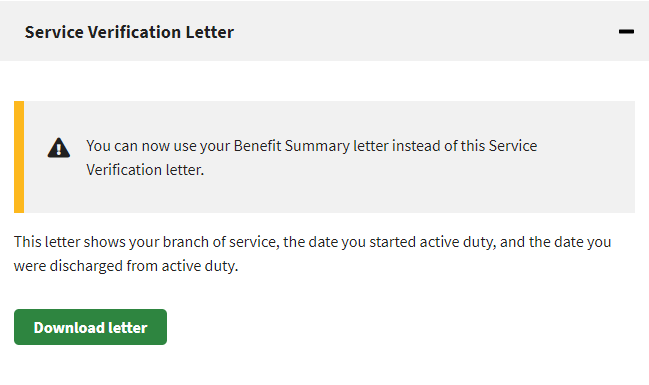 Service Verification Letter
You can now use your Benefit Summary letter instead of this Service
Verification letter.
This letter shows your branch of service, the date you started active duty, and the date you
were discharged from active duty.
Download letter